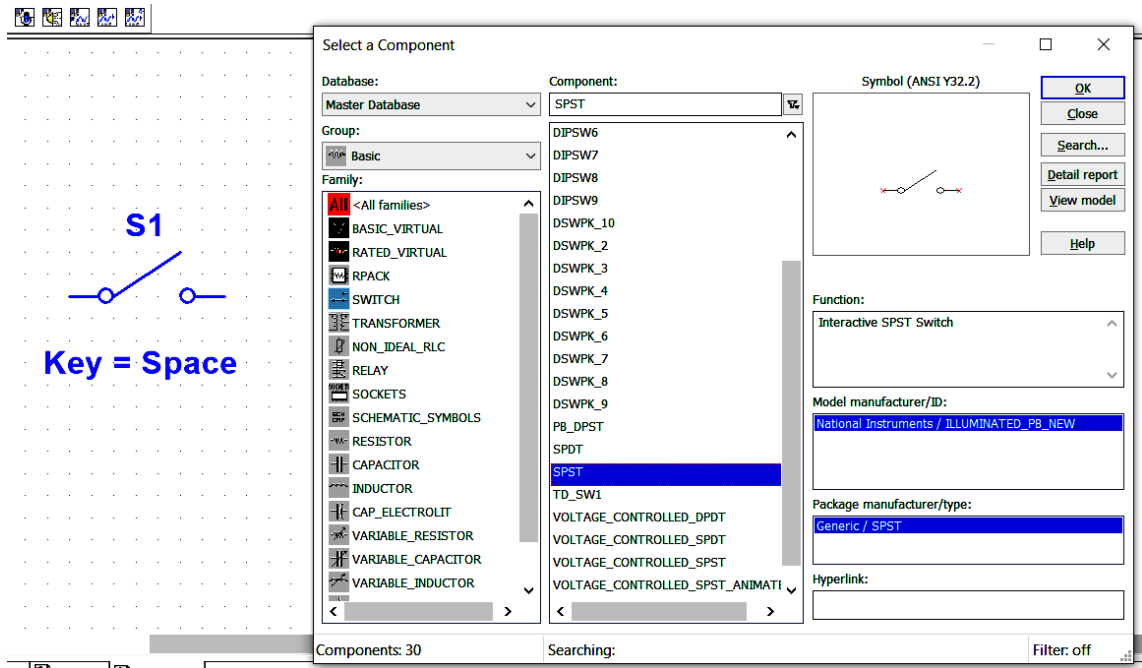 S1
Key = Space
Select a Component
Database:
Master Database
Group:
Basic
Family:
All <All families>
BASIC_VIRTUAL
RATED_VIRTUAL
RPACK
SWITCH
TRANSFORMER
NON_IDEAL_RLC
RELAY
SOCKETS
SCHEMATIC_SYMBOLS
RESISTOR
CAPACITOR
INDUCTOR
CAP_ELECTROLIT
VARIABLE_RESISTOR
VARIABLE_CAPACITOR
VARIABLE_INDUCTOR
Component:
SPST
DIPSW6
DIPSW7
DIPSW8
DIPSW9
DSWPK_10
DSWPK_2
DSWPK_3
DSWPK_4
DSWPK_5
DSWPK_6
DSWPK_7
DSWPK_8
DSWPK_9
PB_DPST
SPDT
SPST
TD_SW1
VOLTAGE_CONTROLLED_DPDT
VOLTAGE_CONTROLLED_SPDT
VOLTAGE_CONTROLLED_SPST
VOLTAGE_CONTROLLED_SPST_ANIMATE
Symbol (ANSI Y32.2)
OK
Close
Search...
Detail report
View model
Help
Function:
Interactive SPST Switch
Model manufacturer/ID:
National Instruments / ILLUMINATED_PB_NEW
Package manufacturer/type:
Generic / SPST
Hyperlink:
Components: 30
Searching:
Filter: off